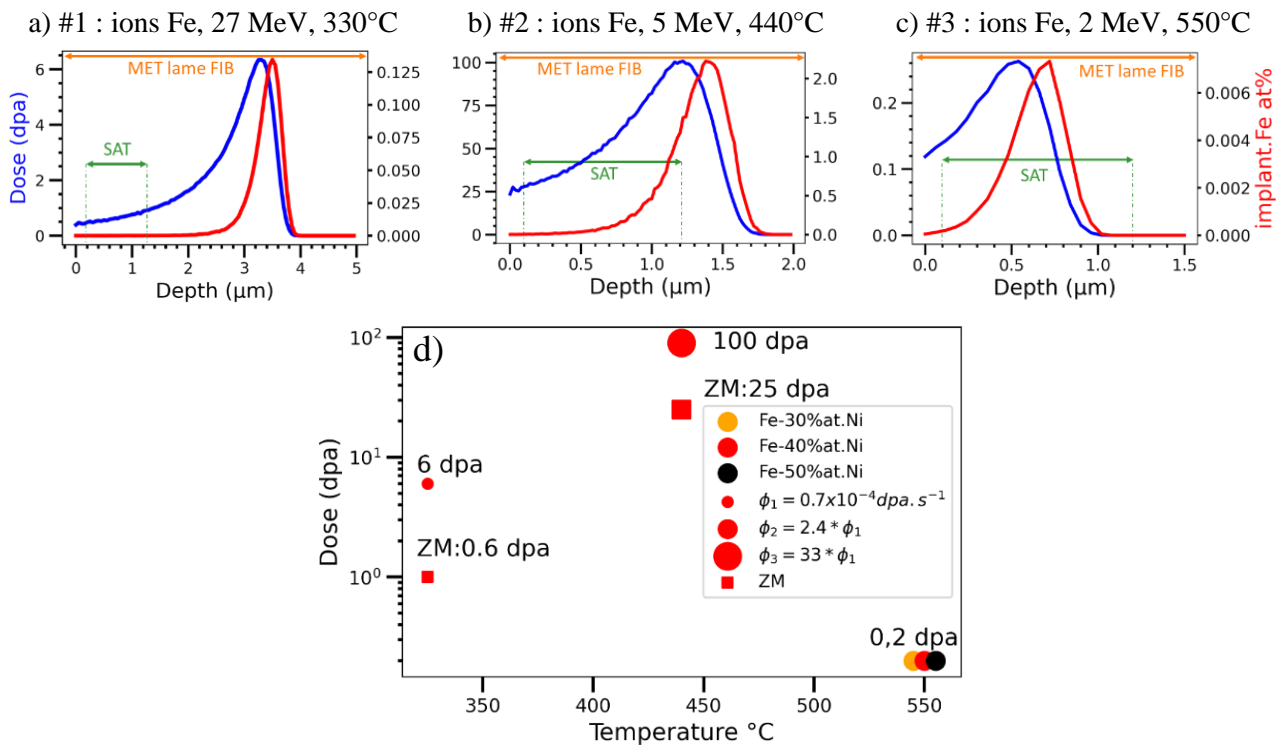 a) #1 : ions Fe, 27 MeV, 330°C
b) #2 : ions Fe, 5 MeV, 440°C
c) #3 : ions Fe, 2 MeV, 550°C
Dose (dpa)
6
4
2
0
MET lame FIB
SAT
0.135
0.100
0.075
0.050
0.025
0.000
0 1 2 3 4 5
Depth (μm)
100
75
50
25
0
MET lame FIB
SAT
2.0
1.5
1.0
0.5
0.0
0.0 0.5 1.0 1.5 2.0
Depth (μm)
0.2
0.1
0.0
MET lame FIB
SAT
0.006
0.004
0.002
0.000
0.0 0.5 1.0 1.5
Depth (μm)
implant.Fe at%
d)
Dose (dpa)
10²
10¹
10⁰
100 dpa
ZM:25 dpa
6 dpa
ZM:0.6 dpa
0,2 dpa
Fe-30%at.Ni
Fe-40%at.Ni
Fe-50%at.Ni
ϕ₁ = 0.7x10⁻⁴dpa.s⁻¹
ϕ₂ = 2.4 * ϕ₁
ϕ₃ = 33 * ϕ₁
ZM
350 400 450 500 550
Temperature °C